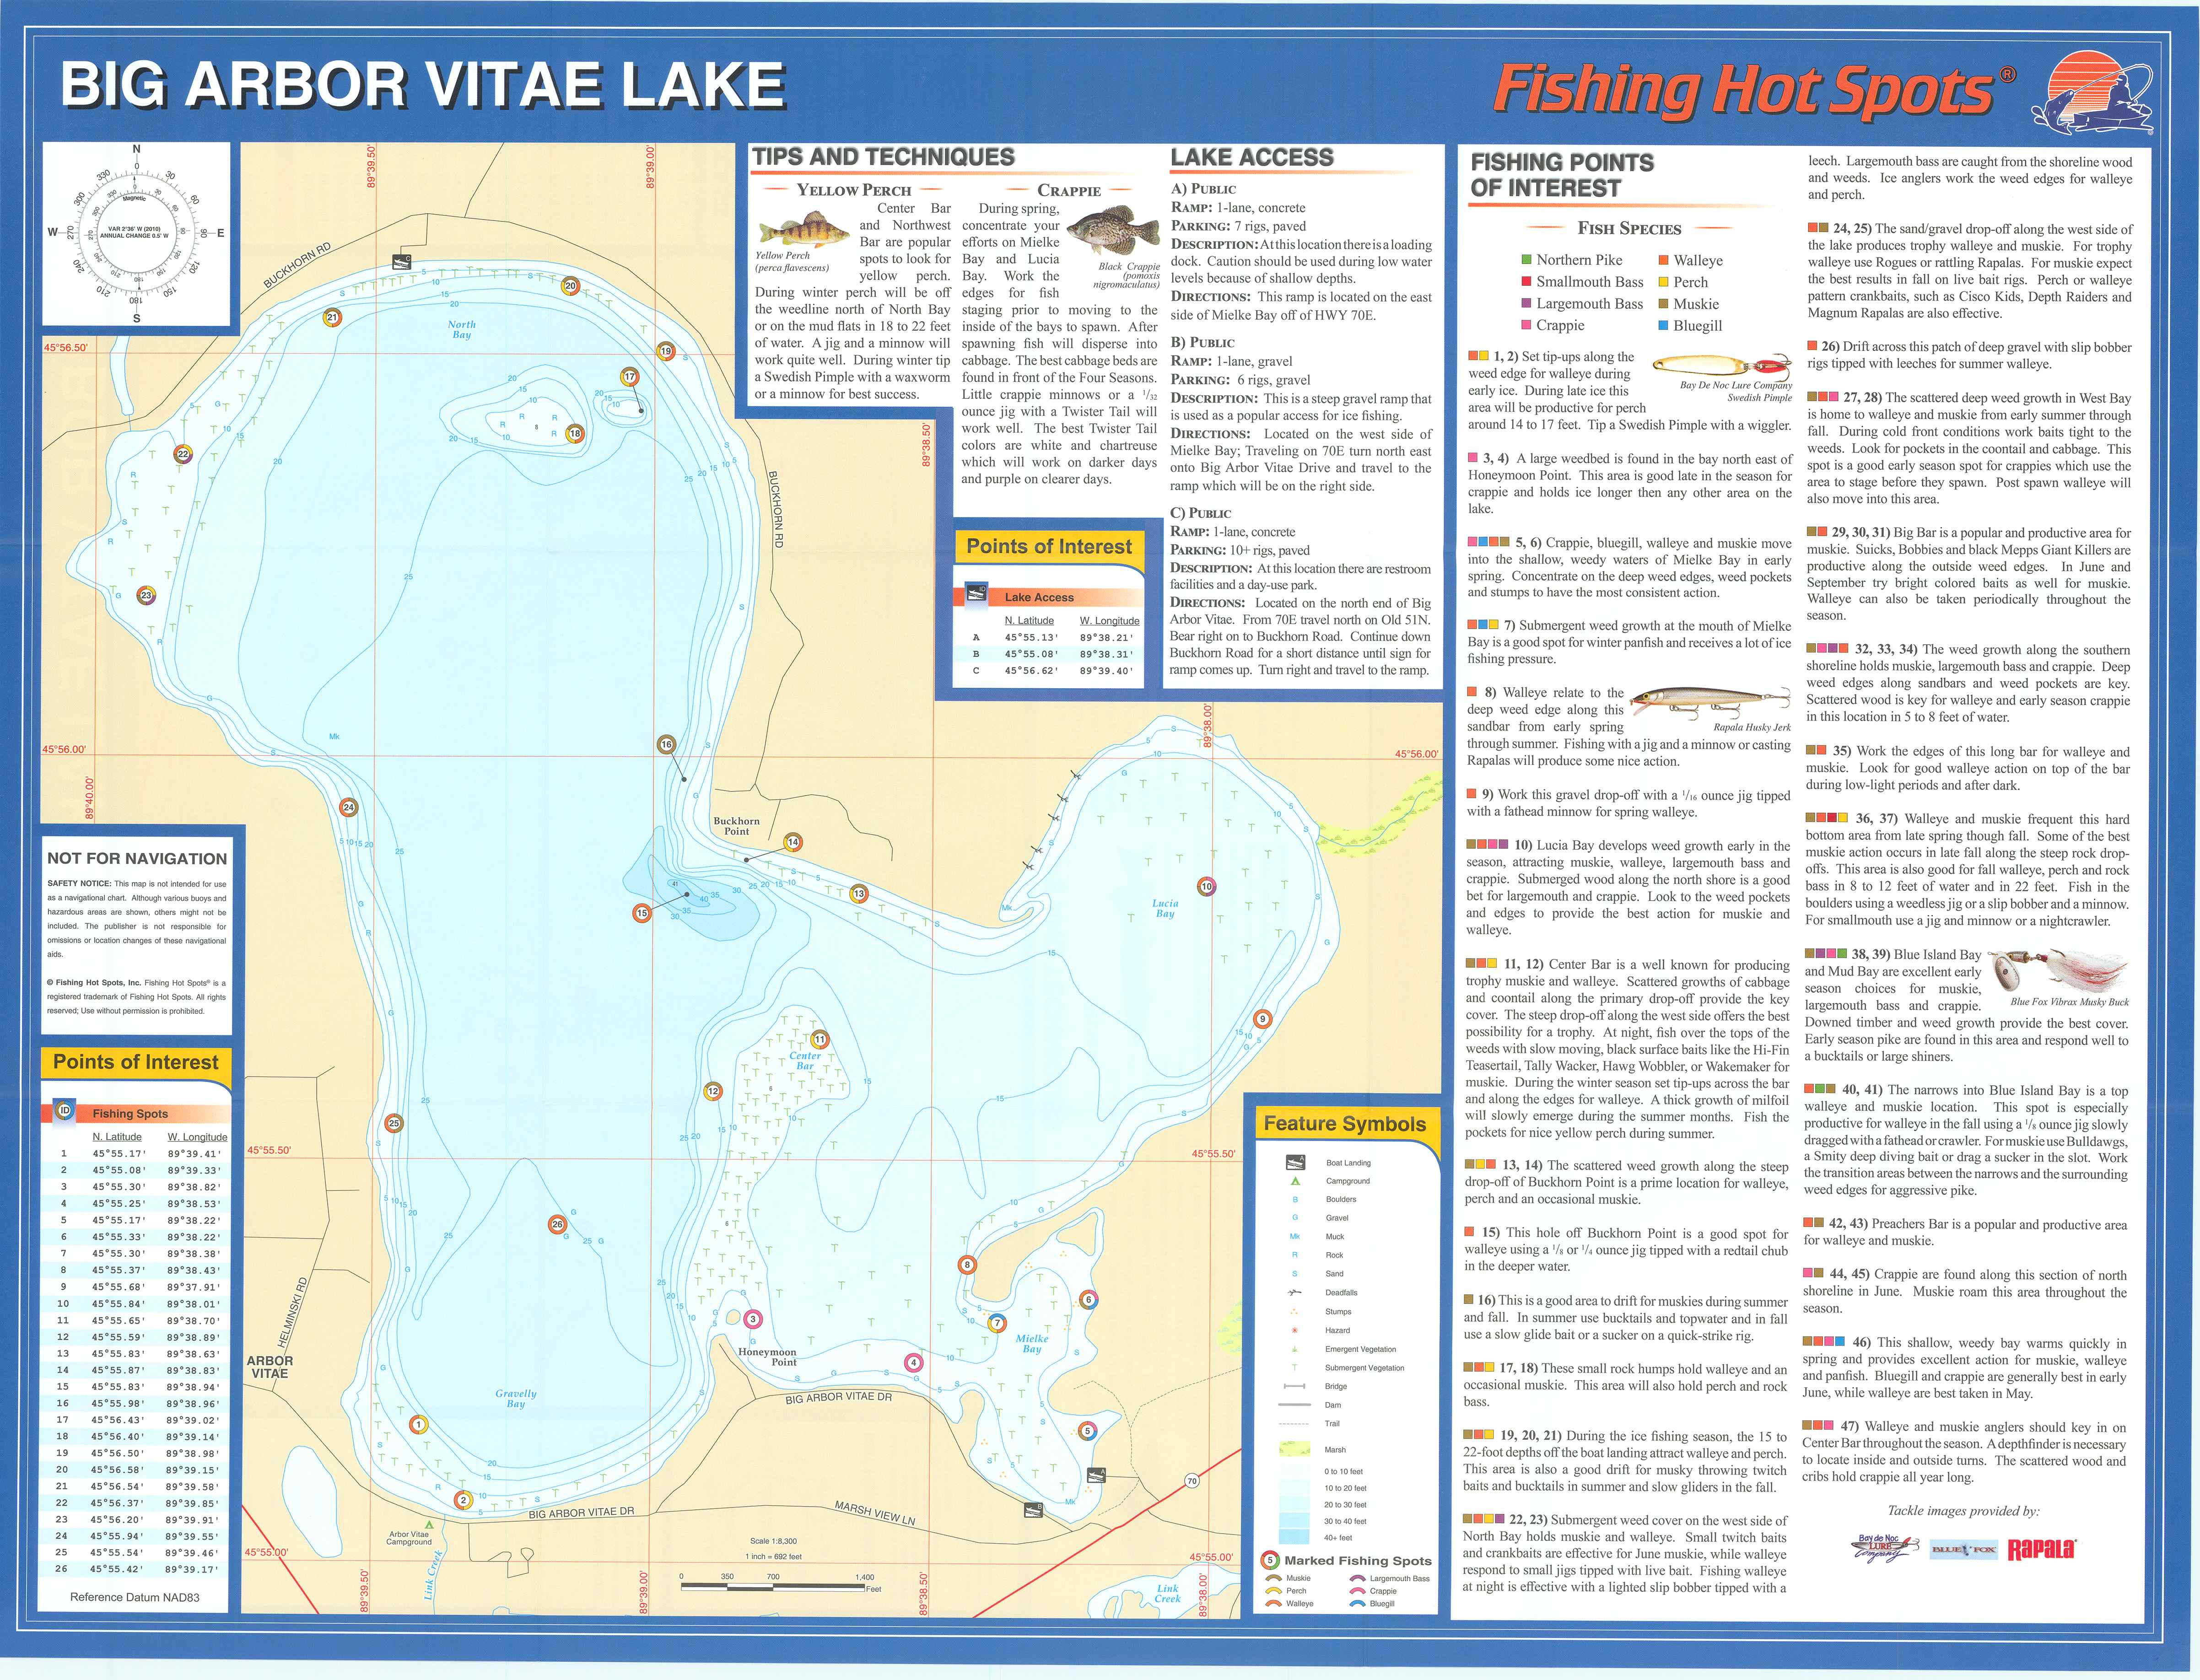 BIG ARBOR VITAE LAKE
Fishing Hot Spots®
N
S
W
E
0
30
60
90
120
150
180
210
240
270
300
330
Magnetic
VAR 2°36' W (2010)
ANNUAL CHANGE 0.5' W
TIPS AND TECHNIQUES
YELLOW PERCH
Yellow Perch
(perca flavescens)
Center Bar
and Northwest
Bar are popular
spots to look for
yellow perch.
During winter perch will be off
the weedline north of North Bay
or on the mud flats in 18 to 22 feet
of water. A jig and a minnow will
work quite well. During winter tip
a Swedish Pimple with a waxworm
or a minnow for best success.
CRAPPIE
Black Crappie
(pomoxis
nigromaculatus)
During spring,
concentrate your
efforts on Mielke
Bay and Lucia
Bay. Work the
edges for fish
staging prior to moving to the
inside of the bays to spawn. After
spawning fish will disperse into
cabbage. The best cabbage beds are
found in front of the Four Seasons.
Little crappie minnows or a 1/32
ounce jig with a Twister Tail will
work well. The best Twister Tail
colors are white and chartreuse
which will work on darker days
and purple on clearer days.
LAKE ACCESS
A) PUBLIC
RAMP: 1-lane, concrete
PARKING: 7 rigs, paved
DESCRIPTION: At this location there is a loading
dock. Caution should be used during low water
levels because of shallow depths.
DIRECTIONS: This ramp is located on the east
side of Mielke Bay off of HWY 70E.
B) PUBLIC
RAMP: 1-lane, gravel
PARKING: 6 rigs, gravel
DESCRIPTION: This is a steep gravel ramp that
is used as a popular access for ice fishing.
DIRECTIONS: Located on the west side of
Mielke Bay; Traveling on 70E turn north east
onto Big Arbor Vitae Drive and travel to the
ramp which will be on the right side.
C) PUBLIC
RAMP: 1-lane, concrete
PARKING: 10+ rigs, paved
DESCRIPTION: At this location there are restroom
facilities and a day-use park.
DIRECTIONS: Located on the north end of Big
Arbor Vitae. From 70E travel north on Old 51N.
Bear right on to Buckhorn Road. Continue down
Buckhorn Road for a short distance until sign for
ramp comes up. Turn right and travel to the ramp.
Points of Interest
Lake Access
N. Latitude W. Longitude
A 45°55.13' 89°38.21'
B 45°55.08' 89°38.31'
C 45°56.62' 89°39.40'
FISHING POINTS
OF INTEREST
FISH SPECIES
Northern Pike
Walleye
Smallmouth Bass
Perch
Largemouth Bass
Muskie
Crappie
Bluegill
1, 2) Set tip-ups along the
weed edge for walleye during
early ice. During late ice this
area will be productive for perch
around 14 to 17 feet. Tip a Swedish Pimple with a wiggler.
Bay De Noc Lure Company
Swedish Pimple
3, 4) A large weedbed is found in the bay north east of
Honeymoon Point. This area is good late in the season for
crappie and holds ice longer then any other area on the
lake.
5, 6) Crappie, bluegill, walleye and muskie move
into the shallow, weedy waters of Mielke Bay in early
spring. Concentrate on the deep weed edges, weed pockets
and stumps to have the most consistent action.
7) Submergent weed growth at the mouth of Mielke
Bay is a good spot for winter panfish and receives a lot of ice
fishing pressure.
8) Walleye relate to the
deep weed edge along this
sandbar from early spring
through summer. Fishing with a jig and a minnow or casting
Rapalas will produce some nice action.
Rapala Husky Jerk
9) Work this gravel drop-off with a 1/16 ounce jig tipped
with a fathead minnow for spring walleye.
10) Lucia Bay develops weed growth early in the
season, attracting muskie, walleye, largemouth bass and
crappie. Submerged wood along the north shore is a good
bet for largemouth and crappie. Look to the weed pockets
and edges to provide the best action for muskie and
walleye.
11, 12) Center Bar is a well known for producing
trophy muskie and walleye. Scattered growths of cabbage
and coontail along the primary drop-off provide the key
cover. The steep drop-off along the west side offers the best
possibility for a trophy. At night, fish over the tops of the
weeds with slow moving, black surface baits like the Hi-Fin
Teasertail, Tally Wacker, Hawg Wobbler, or Wakemaker for
muskie. During the winter season set tip-ups across the bar
and along the edges for walleye. A thick growth of milfoil
will slowly emerge during the summer months. Fish the
pockets for nice yellow perch during summer.
13, 14) The scattered weed growth along the steep
drop-off of Buckhorn Point is a prime location for walleye,
perch and an occasional muskie.
15) This hole off Buckhorn Point is a good spot for
walleye using a 1/8 or 1/4 ounce jig tipped with a redtail chub
in the deeper water.
16) This is a good area to drift for muskies during summer
and fall. In summer use bucktails and topwater and in fall
use a slow glide bait or a sucker on a quick-strike rig.
17, 18) These small rock humps hold walleye and an
occasional muskie. This area will also hold perch and rock
bass.
19, 20, 21) During the ice fishing season, the 15 to
22-foot depths off the boat landing attract walleye and perch.
This area is also a good drift for musky throwing twitch
baits and bucktails in summer and slow gliders in the fall.
22, 23) Submergent weed cover on the west side of
North Bay holds muskie and walleye. Small twitch baits
and crankbaits are effective for June muskie, while walleye
respond to small jigs tipped with live bait. Fishing walleye
at night is effective with a lighted slip bobber tipped with a
leech. Largemouth bass are caught from the shoreline wood
and weeds. Ice anglers work the weed edges for walleye
and perch.
24, 25) The sand/gravel drop-off along the west side of
the lake produces trophy walleye and muskie. For trophy
walleye use Rogues or rattling Rapalas. For muskie expect
the best results in fall on live bait rigs. Perch or walleye
pattern crankbaits, such as Cisco Kids, Depth Raiders and
Magnum Rapalas are also effective.
26) Drift across this patch of deep gravel with slip bobber
rigs tipped with leeches for summer walleye.
27, 28) The scattered deep weed growth in West Bay
is home to walleye and muskie from early summer through
fall. During cold front conditions work baits tight to the
weeds. Look for pockets in the coontail and cabbage. This
spot is a good early season spot for crappies which use the
area to stage before they spawn. Post spawn walleye will
also move into this area.
29, 30, 31) Big Bar is a popular and productive area for
muskie. Suicks, Bobbies and black Mepps Giant Killers are
productive along the outside weed edges. In June and
September try bright colored baits as well for muskie.
Walleye can also be taken periodically throughout the
season.
32, 33, 34) The weed growth along the southern
shoreline holds muskie, largemouth bass and crappie. Deep
weed edges along sandbars and weed pockets are key.
Scattered wood is key for walleye and early season crappie
in this location in 5 to 8 feet of water.
35) Work the edges of this long bar for walleye and
muskie. Look for good walleye action on top of the bar
during low-light periods and after dark.
36, 37) Walleye and muskie frequent this hard
bottom area from late spring though fall. Some of the best
muskie action occurs in late fall along the steep rock drop-
offs. This area is also good for fall walleye, perch and rock
bass in 8 to 12 feet of water and in 22 feet. Fish in the
boulders using a weedless jig or a slip bobber and a minnow.
For smallmouth use a jig and minnow or a nightcrawler.
38, 39) Blue Island Bay
and Mud Bay are excellent early
season choices for muskie,
largemouth bass and crappie.
Downed timber and weed growth provide the best cover.
Early season pike are found in this area and respond well to
a bucktails or large shiners.
Blue Fox Vibrax Musky Buck
40, 41) The narrows into Blue Island Bay is a top
walleye and muskie location. This spot is especially
productive for walleye in the fall using a 1/8 ounce jig slowly
dragged with a fathead or crawler. For muskie use Bulldawgs,
a Smity deep diving bait or drag a sucker in the slot. Work
the transition areas between the narrows and the surrounding
weed edges for aggressive pike.
42, 43) Preachers Bar is a popular and productive area
for walleye and muskie.
44, 45) Crappie are found along this section of north
shoreline in June. Muskie roam this area throughout the
season.
46) This shallow, weedy bay warms quickly in
spring and provides excellent action for muskie, walleye
and panfish. Bluegill and crappie are generally best in early
June, while walleye are best taken in May.
47) Walleye and muskie anglers should key in on
Center Bar throughout the season. A depthfinder is necessary
to locate inside and outside turns. The scattered wood and
cribs hold crappie all year long.
Tackle images provided by:
Bay de Noc
LURE
Company
BLUE FOX
RAPALA
NOT FOR NAVIGATION
SAFETY NOTICE: This map is not intended for use
as a navigational chart. Although various buoys and
hazardous areas are shown, others might not be
included. The publisher is not responsible for
omissions or location changes of these navigational
aids.
© Fishing Hot Spots, Inc. Fishing Hot Spots® is a
registered trademark of Fishing Hot Spots. All rights
reserved; Use without permission is prohibited.
Points of Interest
ID Fishing Spots
N. Latitude W. Longitude
1 45°55.17' 89°39.41'
2 45°55.08' 89°39.33'
3 45°55.30' 89°38.82'
4 45°55.25' 89°38.53'
5 45°55.17' 89°38.22'
6 45°55.33' 89°38.22'
7 45°55.30' 89°38.38'
8 45°55.37' 89°38.43'
9 45°55.68' 89°37.91'
10 45°55.84' 89°38.01'
11 45°55.65' 89°38.70'
12 45°55.59' 89°38.89'
13 45°55.83' 89°38.63'
14 45°55.87' 89°38.83'
15 45°55.83' 89°38.94'
16 45°55.98' 89°38.96'
17 45°56.43' 89°39.02'
18 45°56.40' 89°39.14'
19 45°56.50' 89°38.98'
20 45°56.58' 89°39.15'
21 45°56.54' 89°39.58'
22 45°56.37' 89°39.85'
23 45°56.20' 89°39.91'
24 45°55.94' 89°39.55'
25 45°55.54' 89°39.46'
26 45°55.42' 89°39.17'
Reference Datum NAD83
Feature Symbols
Boat Landing
Campground
B Boulders
G Gravel
Mk Muck
R Rock
S Sand
Deadfalls
Stumps
Hazard
Emergent Vegetation
T Submergent Vegetation
Bridge
Dam
Trail
Marsh
0 to 10 feet
10 to 20 feet
20 to 30 feet
30 to 40 feet
40+ feet
5 Marked Fishing Spots
Muskie
Largemouth Bass
Perch
Crappie
Walleye
Bluegill
89°39.50'
89°39.00'
89°38.50'
89°38.00'
89°40.00'
45°56.50'
45°56.00'
45°56.00'
45°55.50'
45°55.50'
45°55.00'
45°55.00'
89°39.50'
89°39.00'
89°38.50'
89°38.00'
BUCKHORN RD
BUCKHORN RD
North
Bay
Buckhorn
Point
Lucia
Bay
Center
Bar
Mielke
Bay
Honeymoon
Point
Gravelly
Bay
HELMINSKI RD
ARBOR
VITAE
BIG ARBOR VITAE DR
BIG ARBOR VITAE DR
MARSH VIEW LN
Arbor Vitae
Campground
Link Creek
Link
Creek
70
Scale 1:8,300
1 inch = 692 feet
0 350 700 1,400
Feet